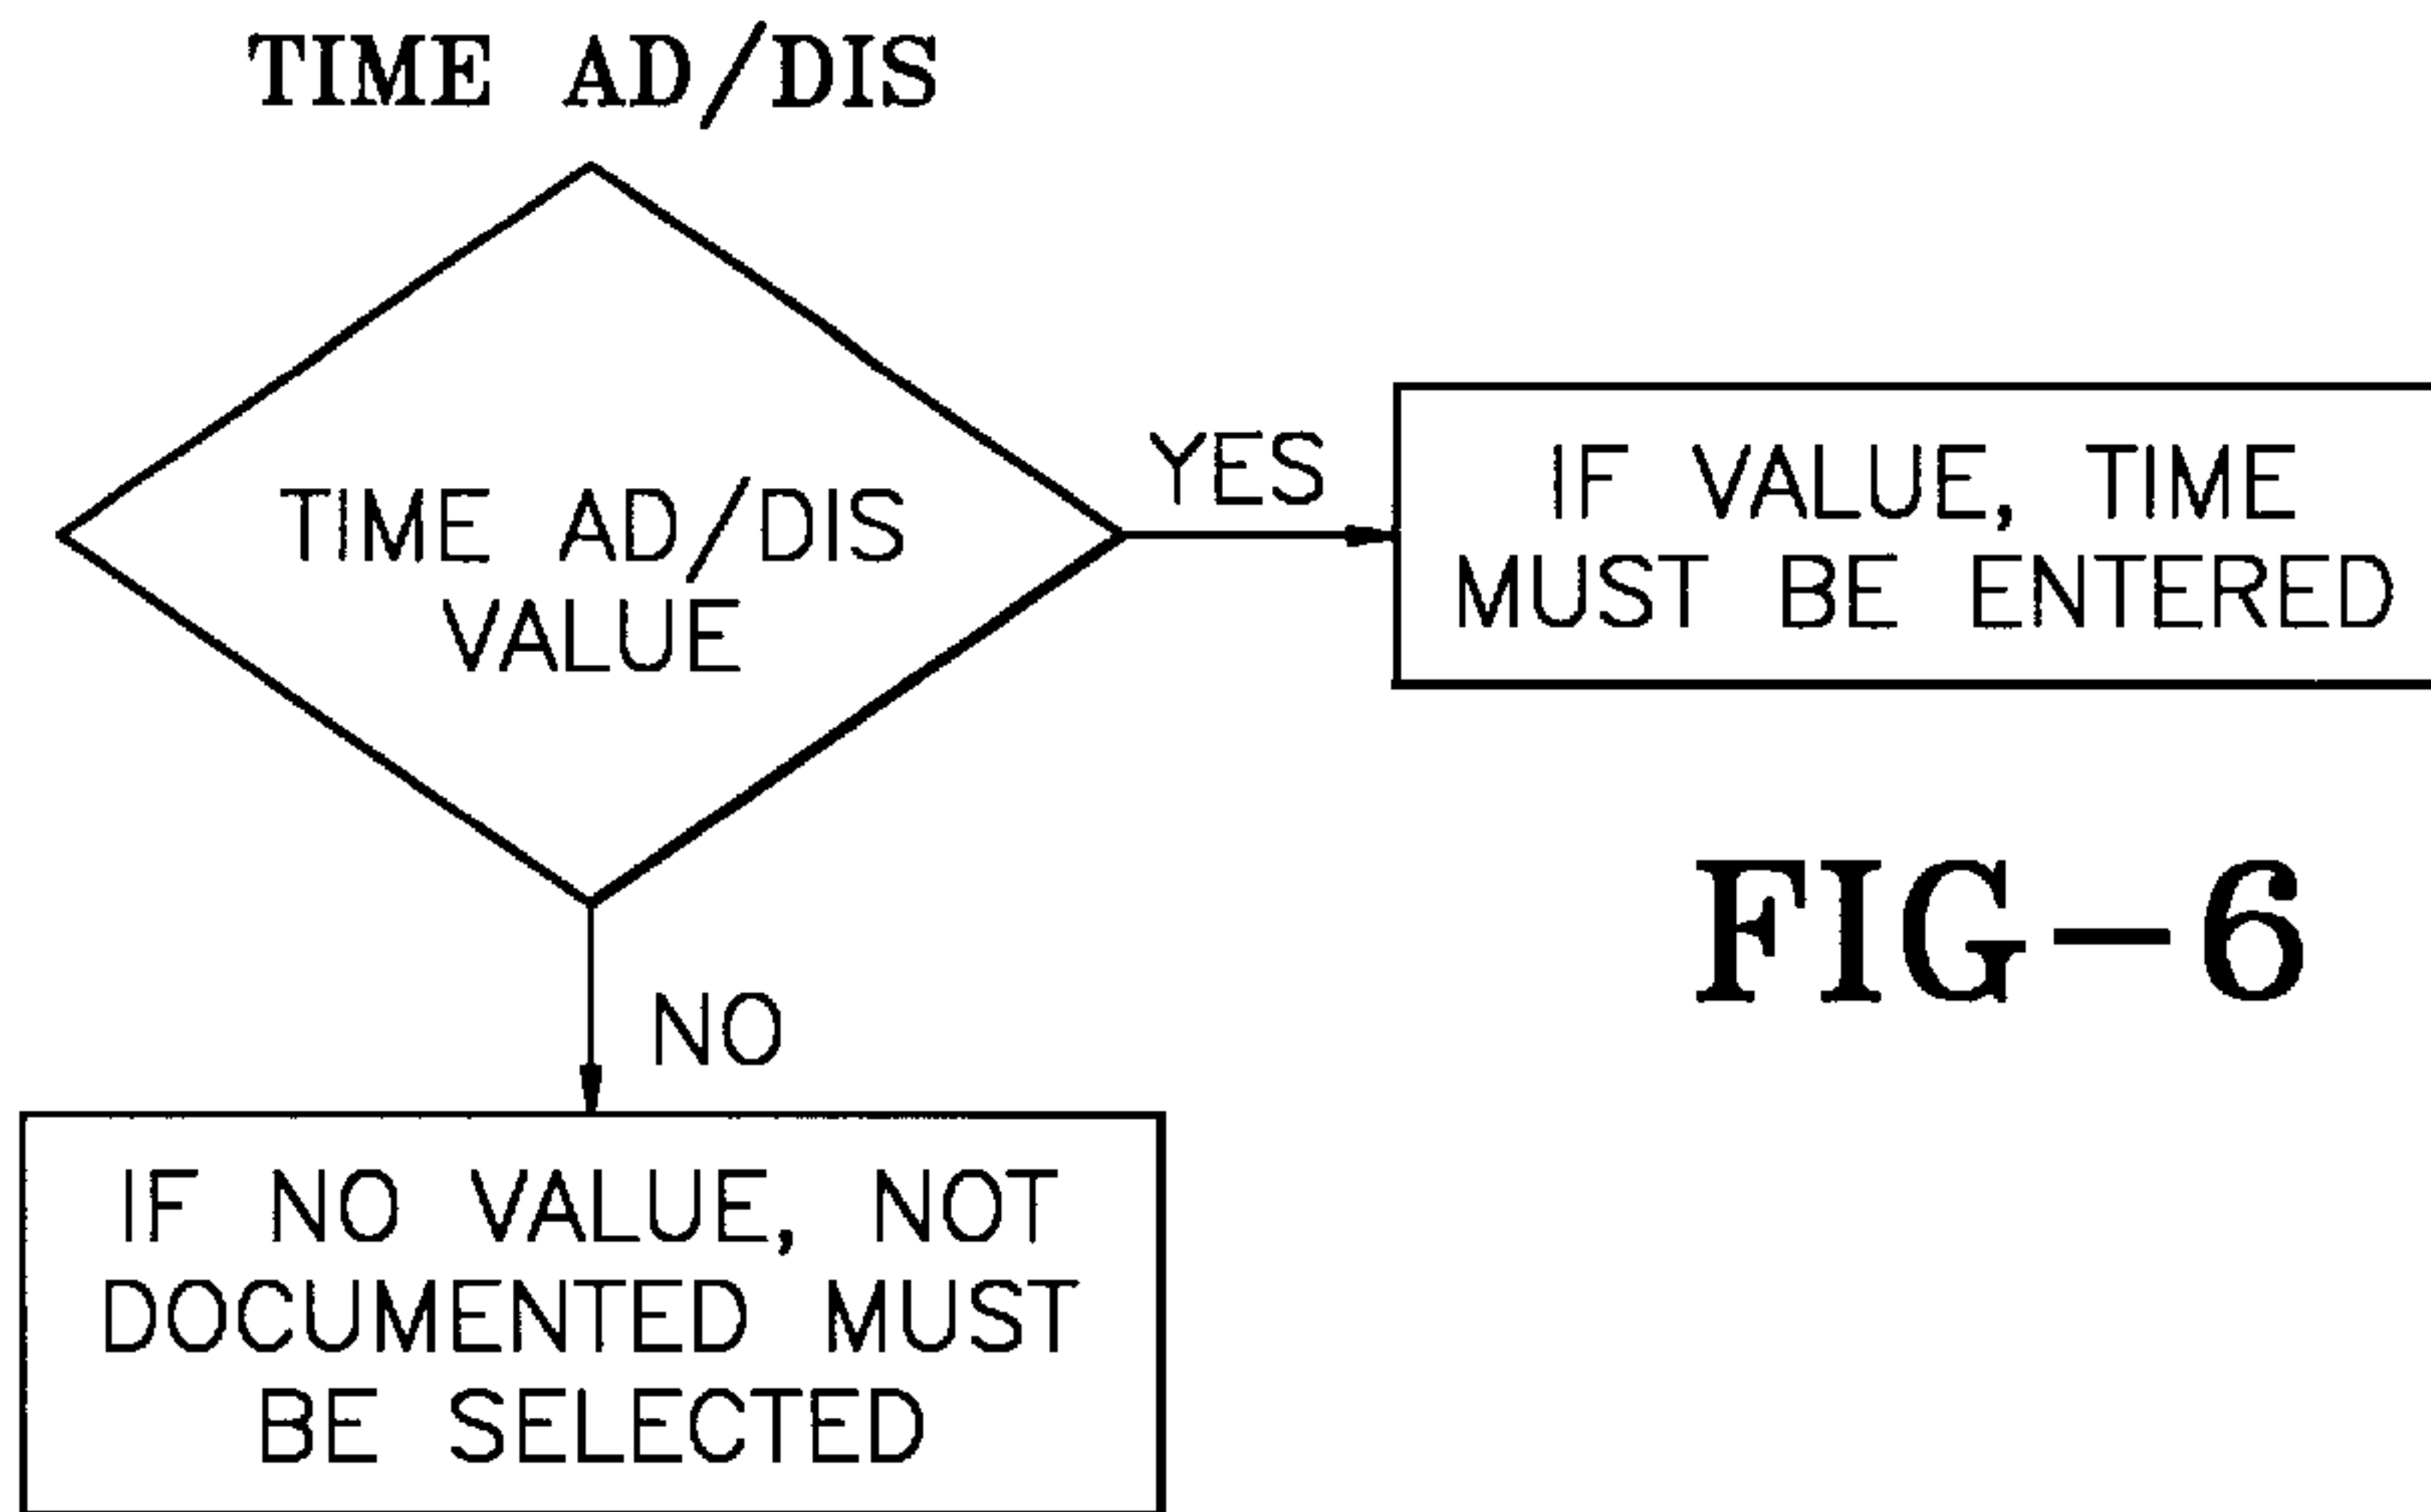 TIME AD/DIS
TIME AD/DIS
VALUE
YES
IF VALUE, TIME
MUST BE ENTERED
FIG-6
NO
IF NO VALUE, NOT
DOCUMENTED MUST
BE SELECTED